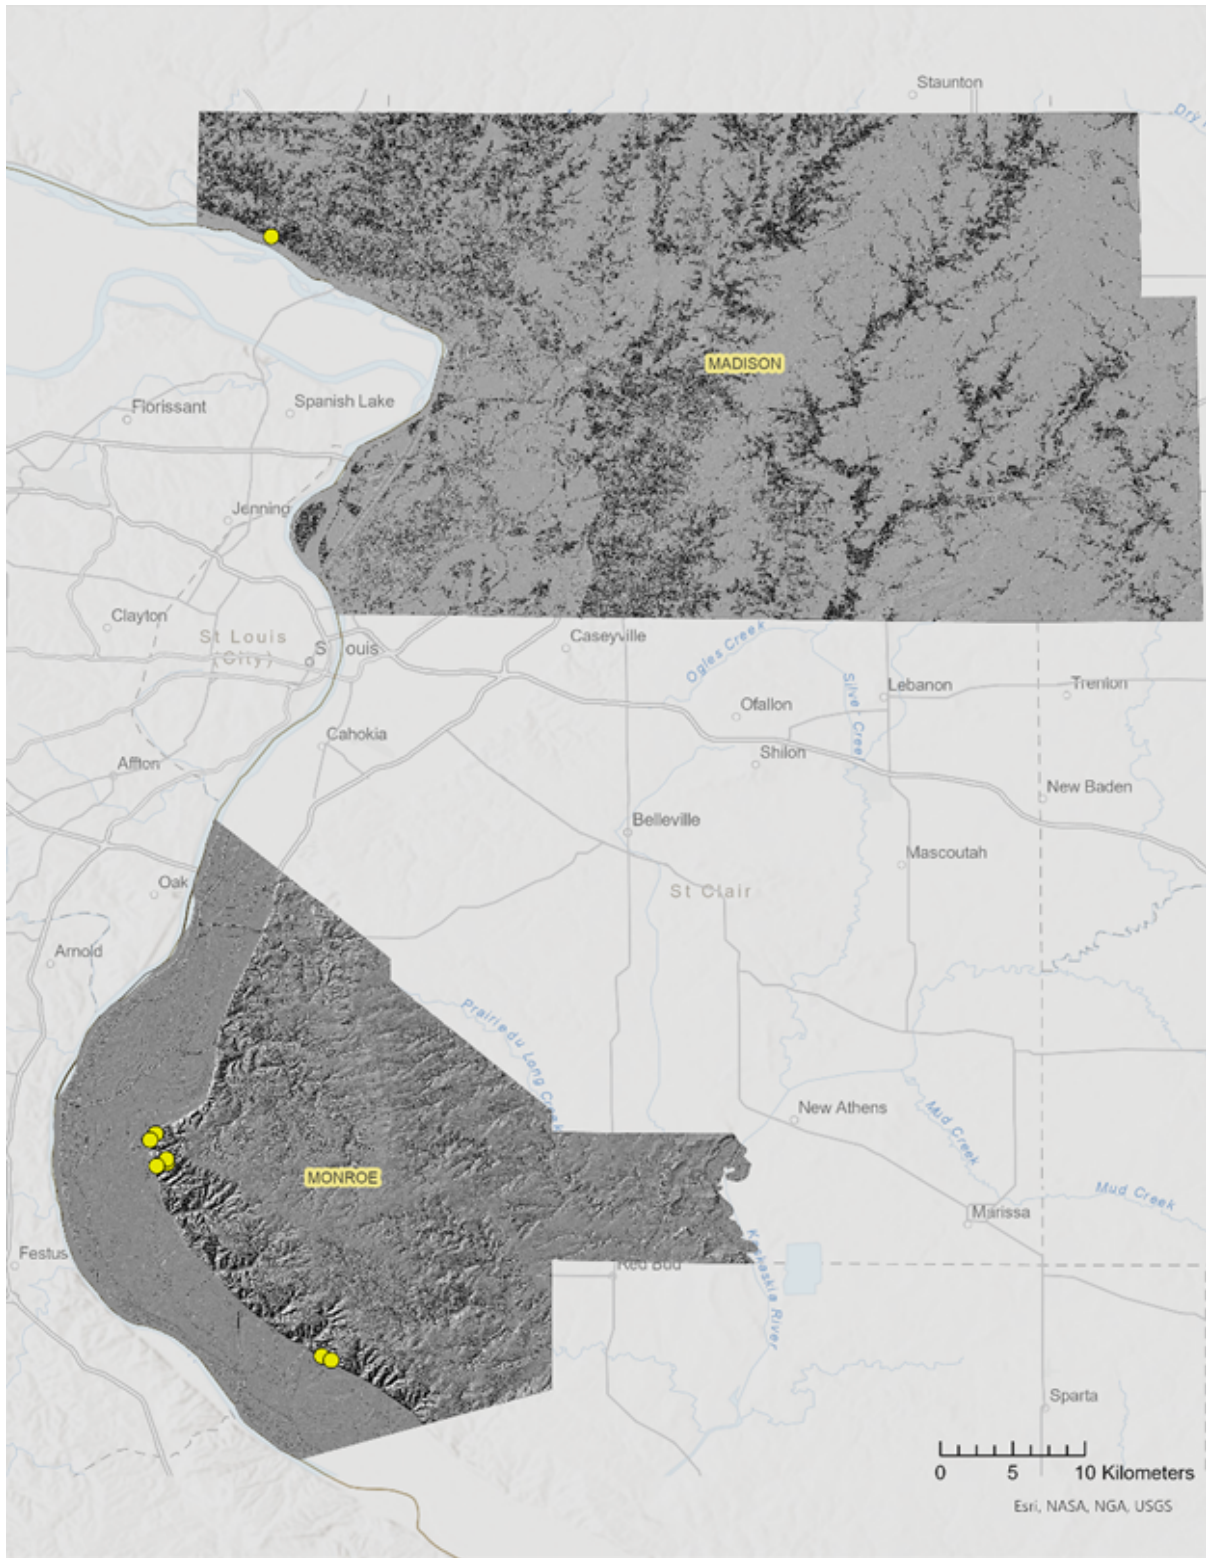 Staunton
Dry
MADISON
Florissant
Spanish Lake
Jenning
Clayton
St Louis
(City)
S ouis
Caseyville
Ogles Creek
Silver Creek
Lebanon
Trenton
Ofallon
Cahokia
Shiloh
Affton
New Baden
Belleville
Mascoutah
Oak
St Clair
Arnold
Prairie du Long Creek
New Athens
Mud Creek
MONROE
Mud Creek
Marissa
Festus
Red Bud
Kaskaskia River
Sparta
0 5 10 Kilometers
Esri, NASA, NGA, USGS